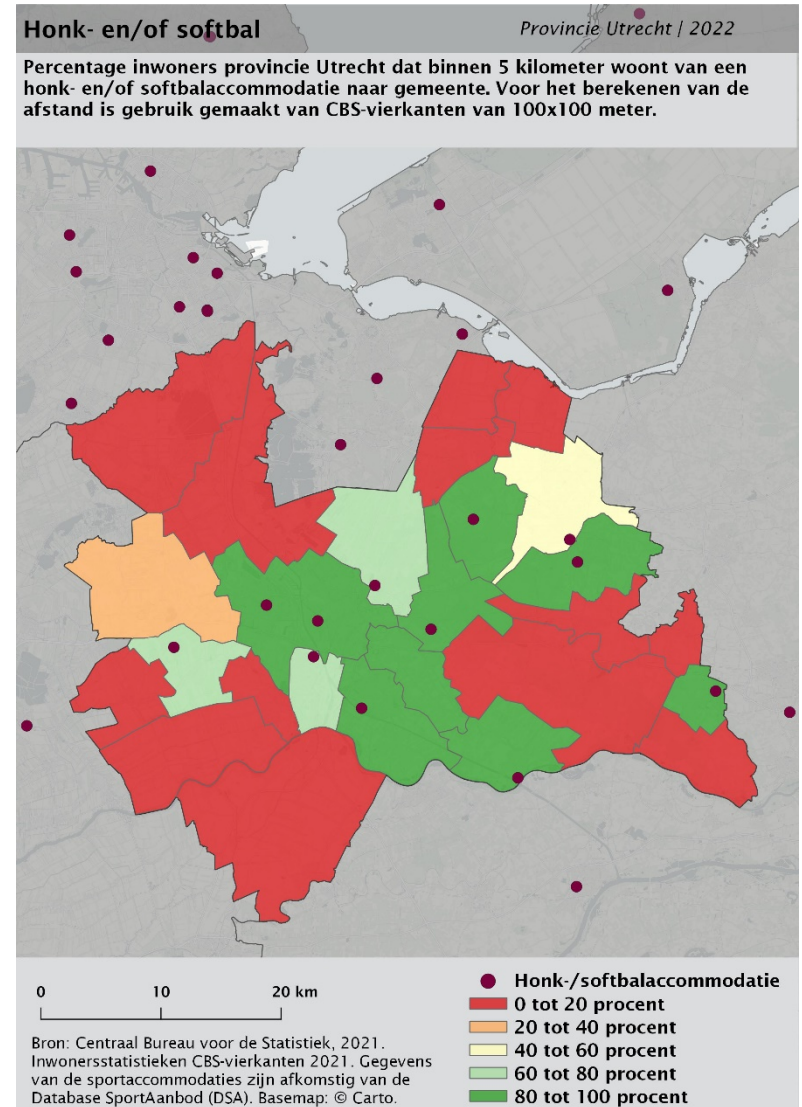 Honk- en/of softbal
Provincie Utrecht / 2022
Percentage inwoners provincie Utrecht dat binnen 5 kilometer woont van een
honk- en/of softbalaccommodatie naar gemeente. Voor het berekenen van de
afstand is gebruik gemaakt van CBS-vierkanten van 100x100 meter.
0 10 20 km
Bron: Centraal Bureau voor de Statistiek, 2021.
Inwonersstatistieken CBS-vierkanten 2021. Gegevens
van de sportaccommodaties zijn afkomstig van de
Database SportAanbod (DSA). Basemap: © Carto.
Honk-/softbalaccommodatie
0 tot 20 procent
20 tot 40 procent
40 tot 60 procent
60 tot 80 procent
80 tot 100 procent